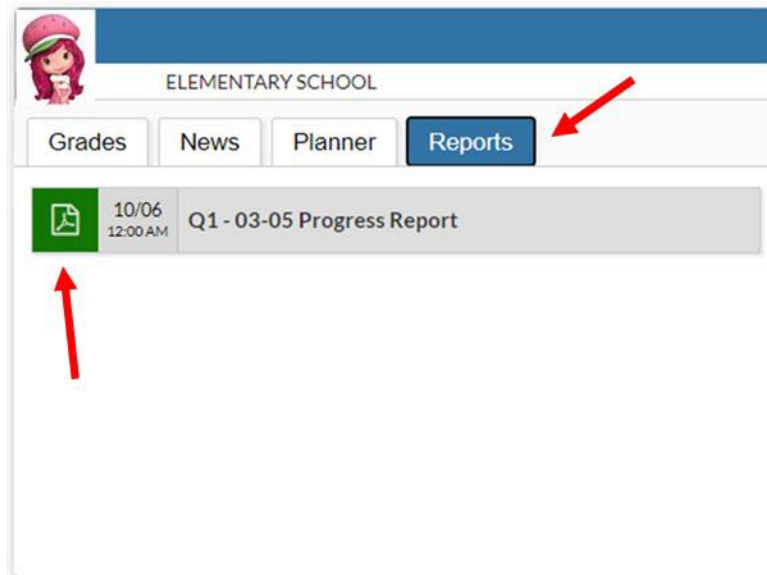 ELEMENTARY SCHOOL
Grades News Planner Reports
10/06 Q1 - 03-05 Progress Report
12:00 AM